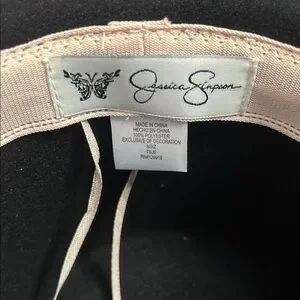 Jessica Simpson
MADE IN CHINA
HECHO EN CHINA
100% POLYESTER
EXCLUSIVE OF DECORATION